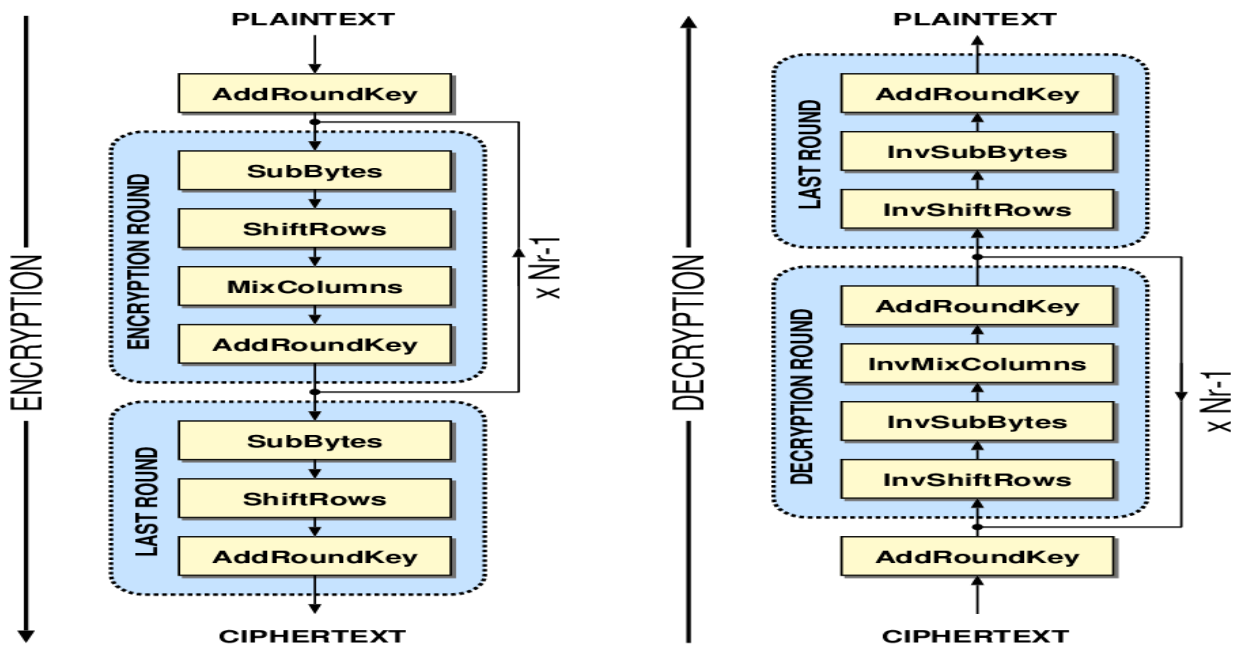 PLAINTEXT
AddRoundKey
SubBytes
ShiftRows
MixColumns
AddRoundKey
ENCRYPTION ROUND
x Nr-1
SubBytes
ShiftRows
AddRoundKey
LAST ROUND
CIPHERTEXT
ENCRYPTION
PLAINTEXT
AddRoundKey
InvSubBytes
InvShiftRows
LAST ROUND
AddRoundKey
InvMixColumns
InvSubBytes
InvShiftRows
DECRYPTION ROUND
x Nr-1
AddRoundKey
CIPHERTEXT
DECRYPTION